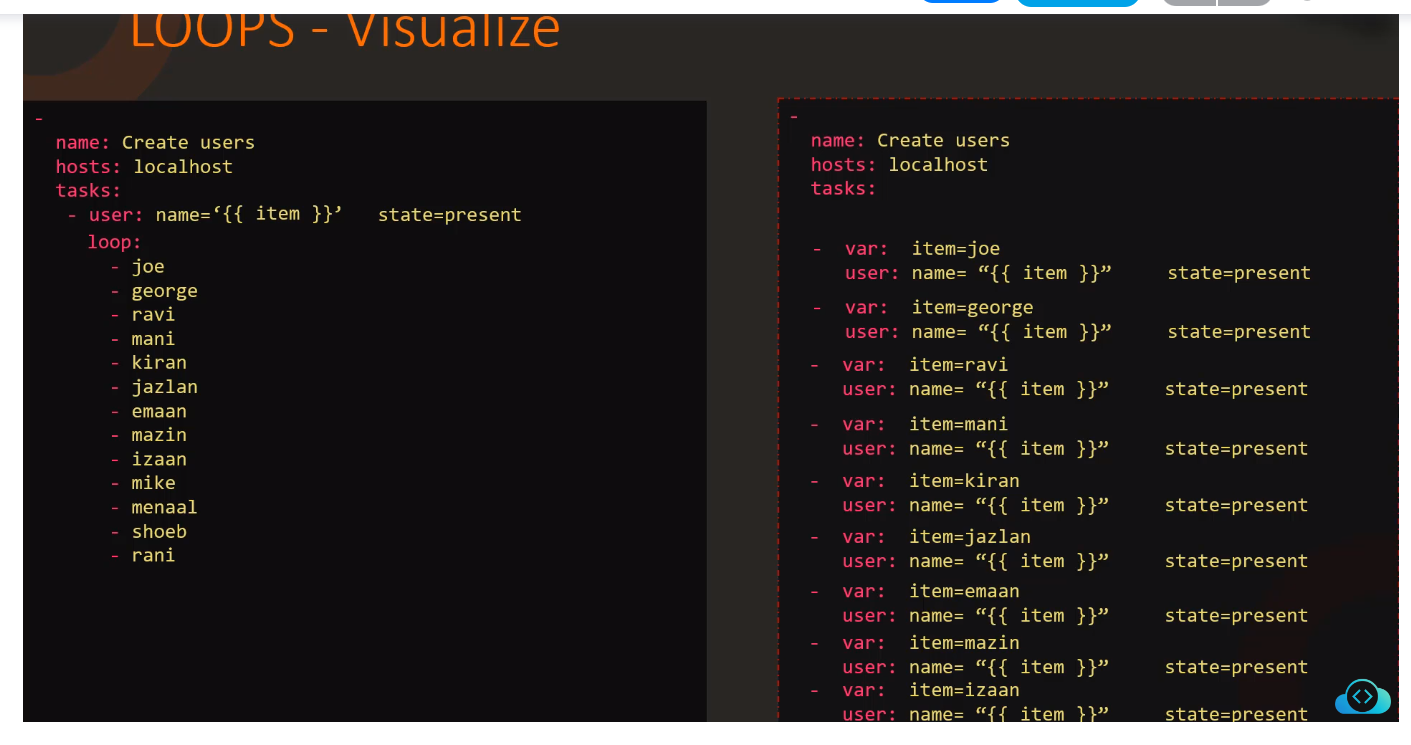 LOOPS - Visualize
-
name: Create users
hosts: localhost
tasks:
- user: name=‘{{ item }}’ state=present
loop:
- joe
- george
- ravi
- mani
- kiran
- jazlan
- emaan
- mazin
- izaan
- mike
- menaal
- shoeb
- rani
-
name: Create users
hosts: localhost
tasks:
- var: item=joe
user: name= “{{ item }}” state=present
- var: item=george
user: name= “{{ item }}” state=present
- var: item=ravi
user: name= “{{ item }}” state=present
- var: item=mani
user: name= “{{ item }}” state=present
- var: item=kiran
user: name= “{{ item }}” state=present
- var: item=jazlan
user: name= “{{ item }}” state=present
- var: item=emaan
user: name= “{{ item }}” state=present
- var: item=mazin
user: name= “{{ item }}” state=present
- var: item=izaan
user: name= “{{ item }}” state=present